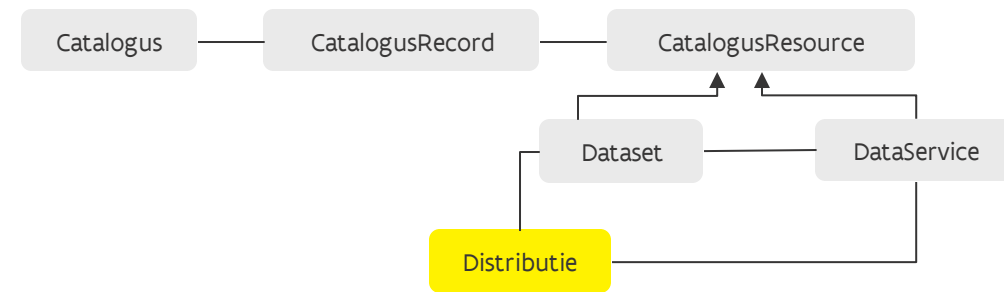 Catalogus
CatalogusRecord
CatalogusResource
Dataset
DataService
Distributie